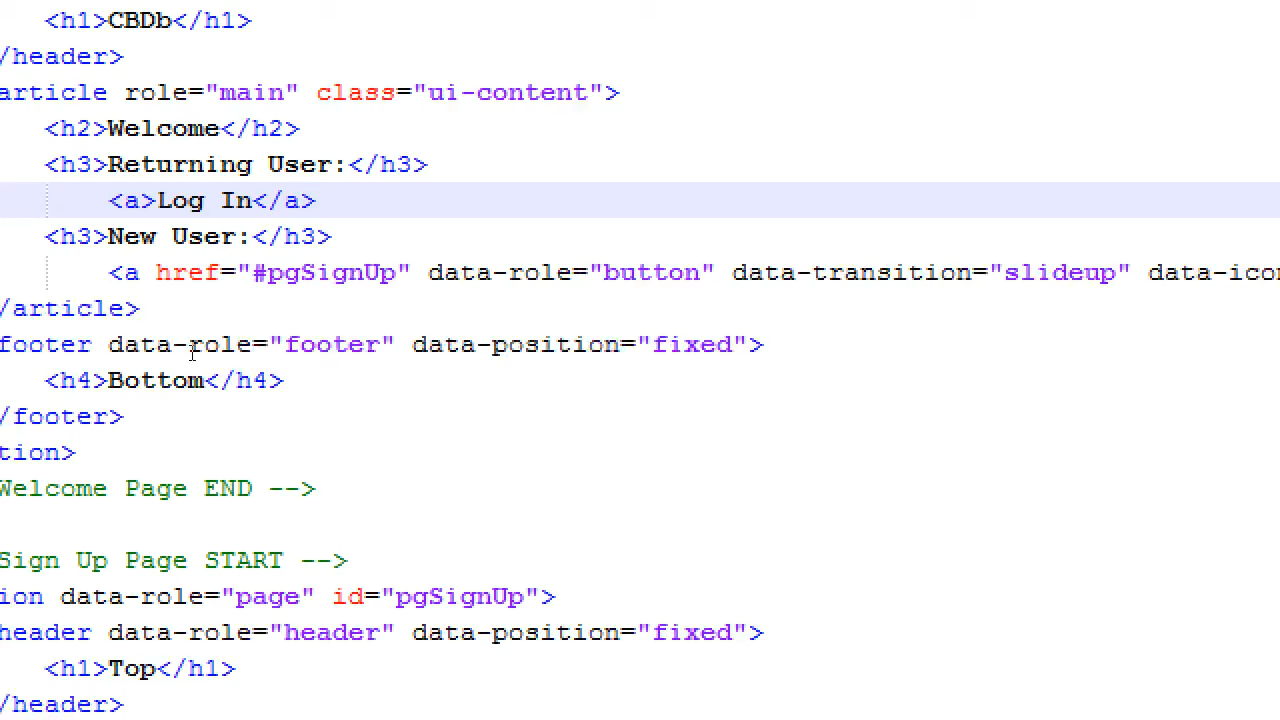 <h1>CBDb</h1>
/header>
article role="main" class="ui-content">
<h2>Welcome</h2>
<h3>Returning User:</h3>
<a>Log In</a>
<h3>New User:</h3>
<a href="#pgSignUp" data-role="button" data-transition="slideup" data-ico
/article>
footer data-role="footer" data-position="fixed">
<h4>Bottom</h4>
/footer>
tion>
Welcome Page END -->
Sign Up Page START -->
ion data-role="page" id="pgSignUp">
header data-role="header" data-position="fixed">
<h1>Top</h1>
/header>